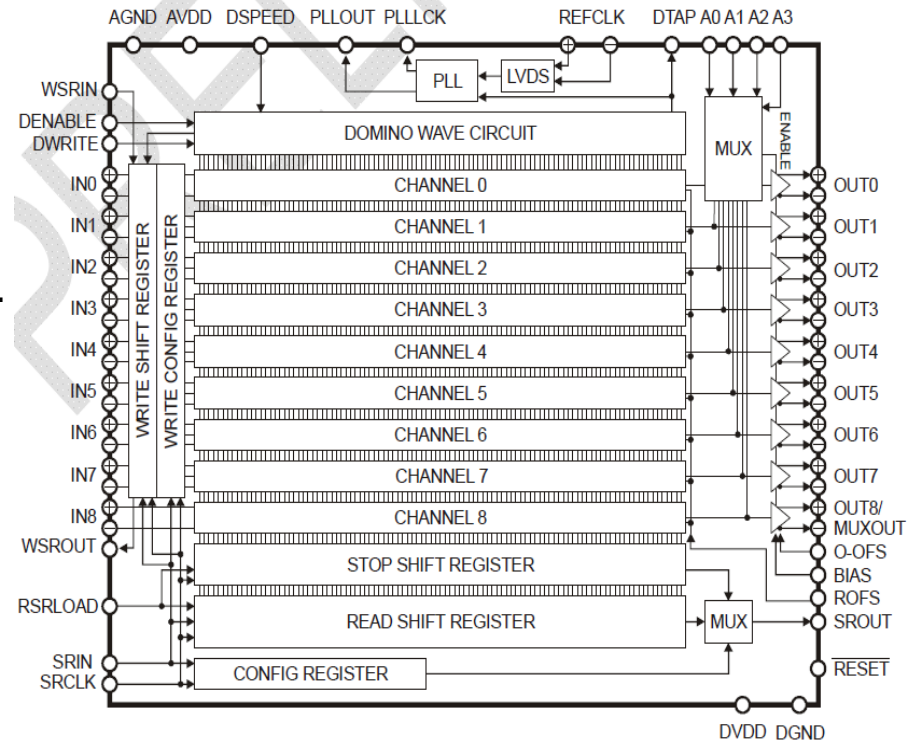 AGND AVDD DSPEED PLLOUT PLLLCK REFCLK DTAP A0 A1 A2 A3
PLL
LVDS
WSRIN
DENABLE
DWRITE
DOMINO WAVE CIRCUIT
MUX
ENABLE
WRITE SHIFT REGISTER
WRITE CONFIG REGISTER
IN0
CHANNEL 0
OUT0
IN1
CHANNEL 1
OUT1
IN2
CHANNEL 2
OUT2
IN3
CHANNEL 3
OUT3
IN4
CHANNEL 4
OUT4
IN5
CHANNEL 5
OUT5
IN6
CHANNEL 6
OUT6
IN7
CHANNEL 7
OUT7
IN8
CHANNEL 8
OUT8/
MUXOUT
WSROUT
O-OFS
STOP SHIFT REGISTER
BIAS
RSRLOAD
ROFS
READ SHIFT REGISTER
MUX
SROUT
SRIN
SRCLK
CONFIG REGISTER
RESET
DVDD DGND